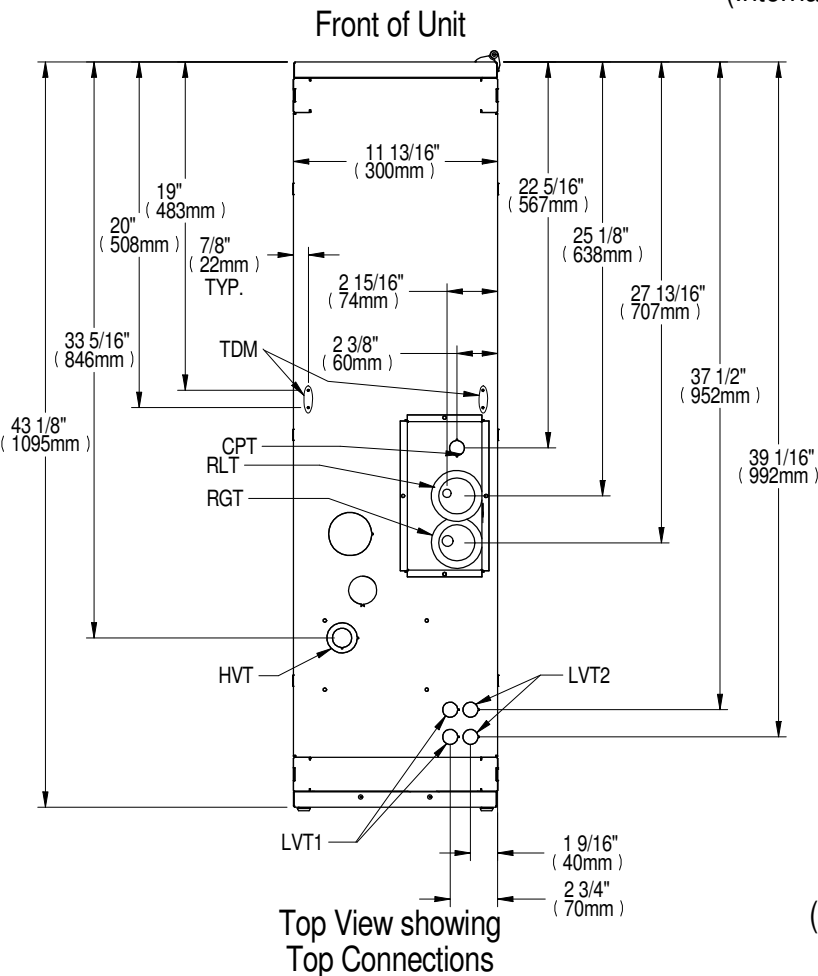 (Interna
Front of Unit
11 13/16"
( 300mm )
19"
( 483mm )
22 5/16"
( 567mm )
20"
( 508mm )
7/8"
( 22mm )
TYP.
25 1/8"
( 638mm )
2 15/16"
( 74mm )
27 13/16"
( 707mm )
33 5/16"
( 846mm )
TDM
2 3/8"
( 60mm )
37 1/2"
( 952mm )
43 1/8"
( 1095mm )
CPT
RLT
RGT
39 1/16"
( 992mm )
HVT
LVT2
LVT1
1 9/16"
( 40mm )
2 3/4"
( 70mm )
Top View showing
Top Connections
(